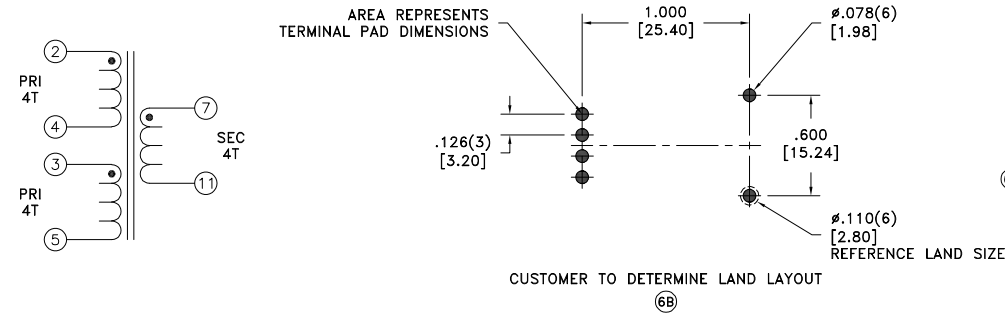 2
PRI
4T
4
3
PRI
4T
5
7
SEC
4T
11
AREA REPRESENTS
TERMINAL PAD DIMENSIONS
1.000
[25.40]
ø.078(6)
[1.98]
.126(3)
[3.20]
.600
[15.24]
ø.110(6)
[2.80]
REFERENCE LAND SIZE
CUSTOMER TO DETERMINE LAND LAYOUT
6B